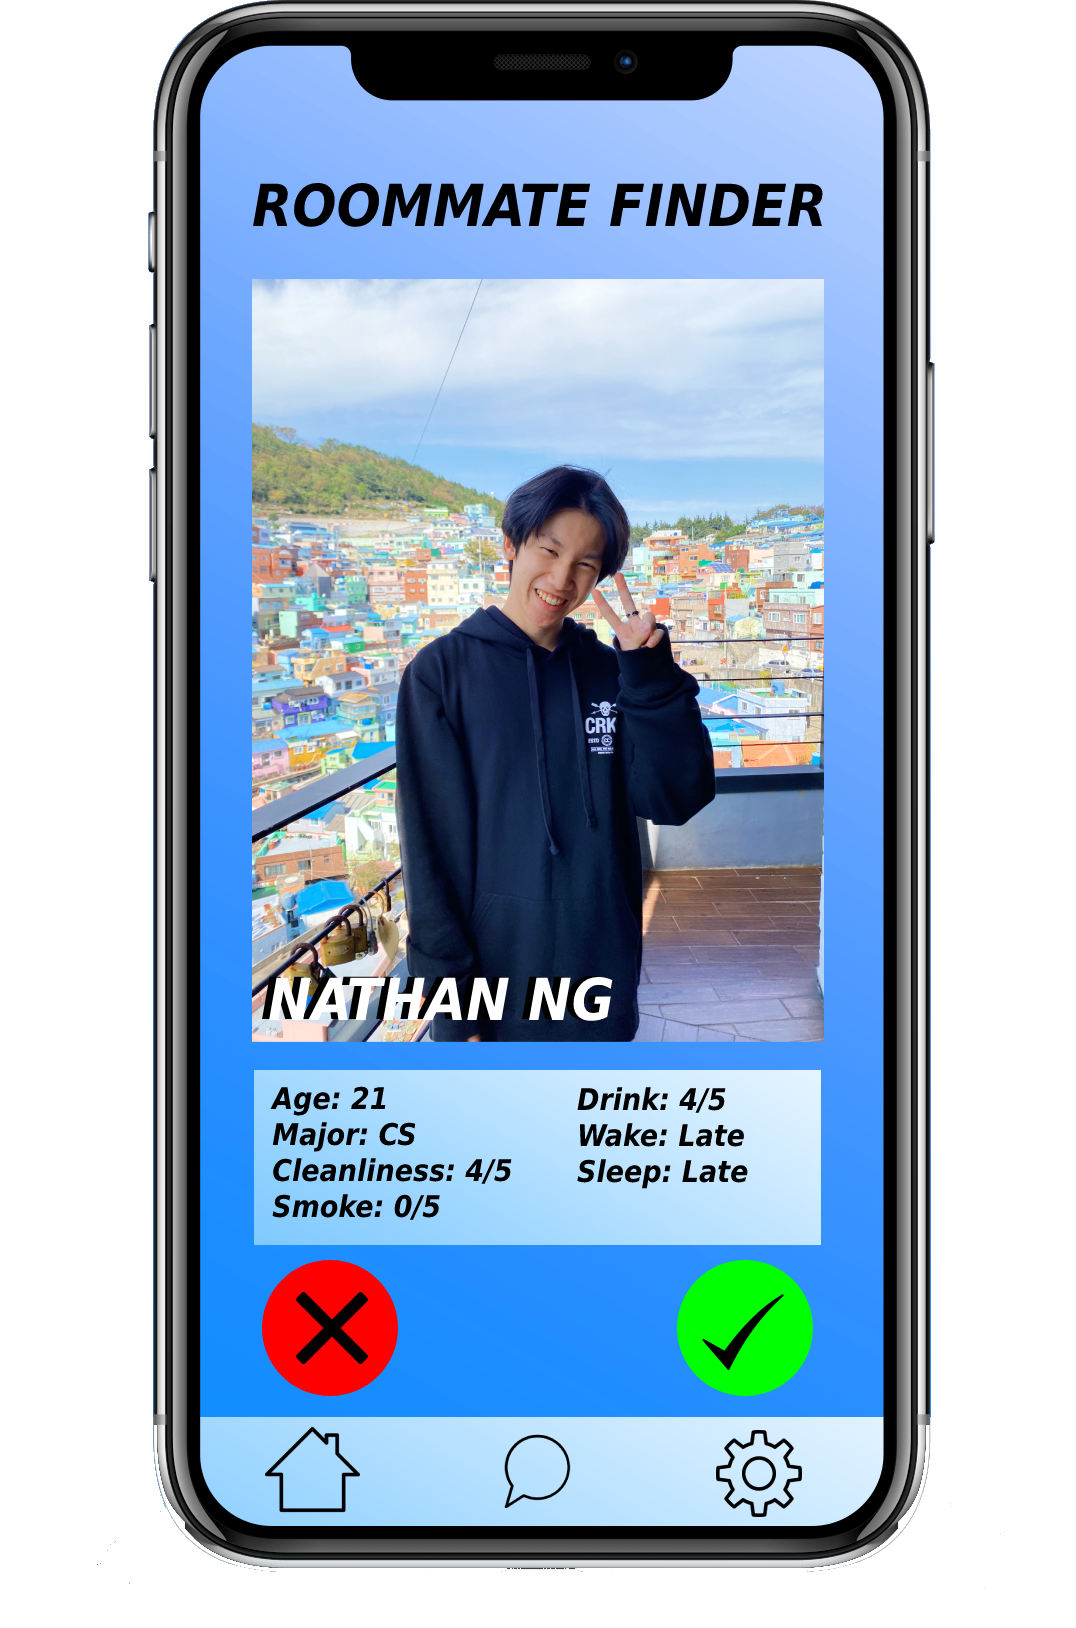 ROOMMATE FINDER
CRK
NATHAN NG
Age: 21
Major: CS
Cleanliness: 4/5
Smoke: 0/5
Drink: 4/5
Wake: Late
Sleep: Late